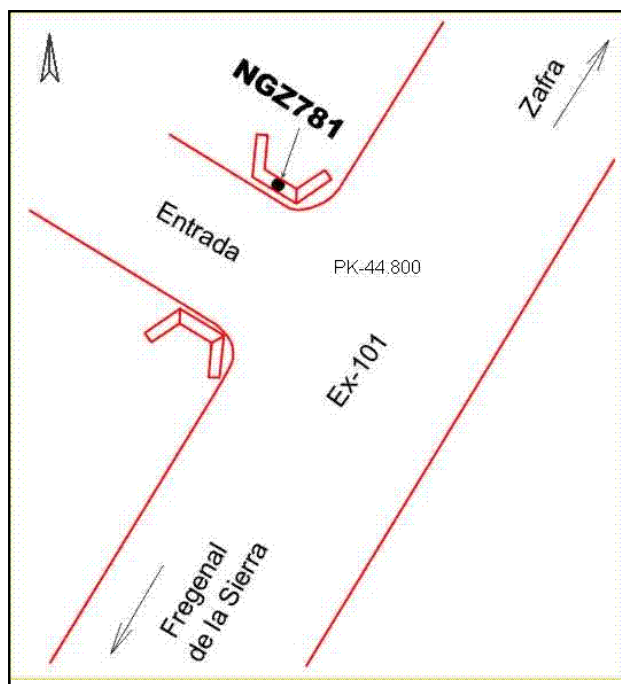 NGZ781
Zafra
Entrada
PK-44.800
Ex-101
Fregenal
de la Sierra